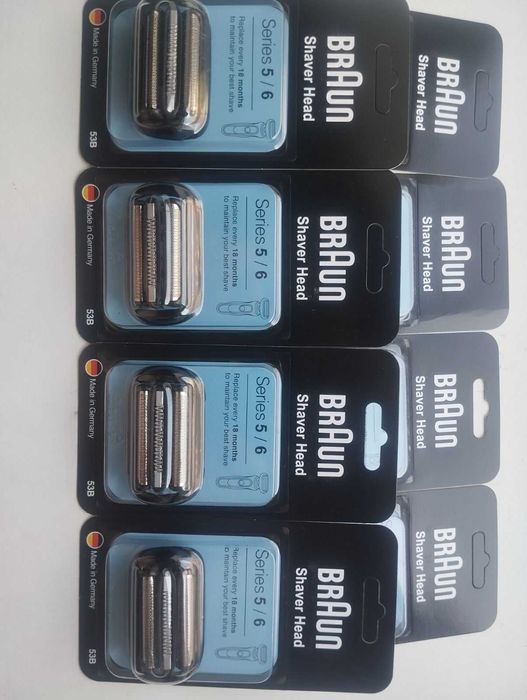 BRAUN
Shaver Head
Series 5 / 6
Replace every 18 months
to maintain your best shave
Made in Germany
53B
BRAUN
Shaver Head
BRAUN
Shaver Head
Series 5 / 6
Replace every 18 months
to maintain your best shave
Made in Germany
53B
BRAUN
Shaver Head
BRAUN
Shaver Head
Series 5 / 6
Replace every 18 months
to maintain your best shave
Made in Germany
53B
BRAUN
Shaver Head
BRAUN
Shaver Head
Series 5 / 6
Replace every 18 months
to maintain your best shave
Made in Germany
53B
BRAUN
Shaver Head